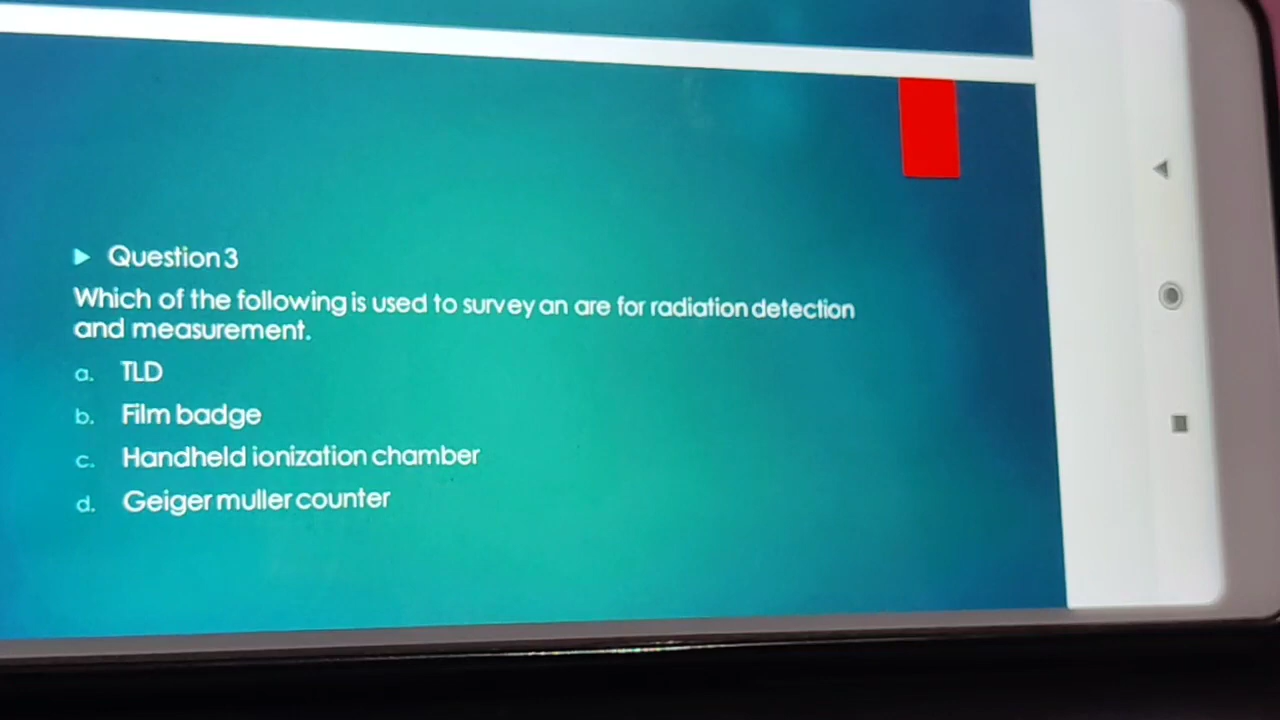 Question 3
Which of the following is used to survey an are for radiation detection
and measurement.
a. TLD
b. Film badge
c. Handheld ionization chamber
d. Geiger muller counter